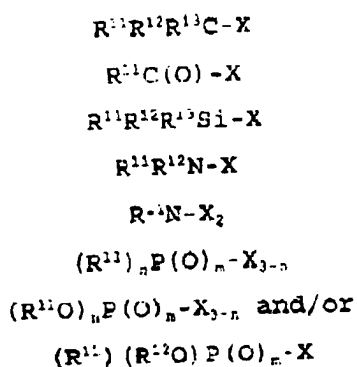 R¹¹R¹²R¹³C-X
R¹¹C(O)-X
R¹¹R¹²R¹³Si-X
R¹¹R¹²N-X
R¹¹N-X₂
(R¹¹)ₙP(O)ₘ-X₃₋ₙ
(R¹¹O)ₙP(O)ₘ-X₃₋ₙ and/or
(R¹¹)(R¹²O)P(O)ₘ-X